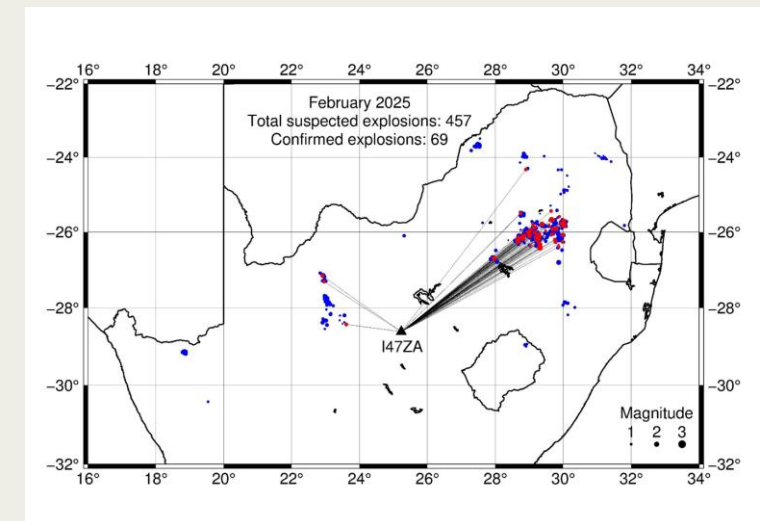 16° 18° 20° 22° 24° 26° 28° 30° 32° 34°
−22° −22°
February 2025
Total suspected explosions: 457
Confirmed explosions: 69
−24° −24°
−26° −26°
−28° −28°
I47ZA
−30° −30°
Magnitude
1 2 3
−32° −32°
16° 18° 20° 22° 24° 26° 28° 30° 32° 34°